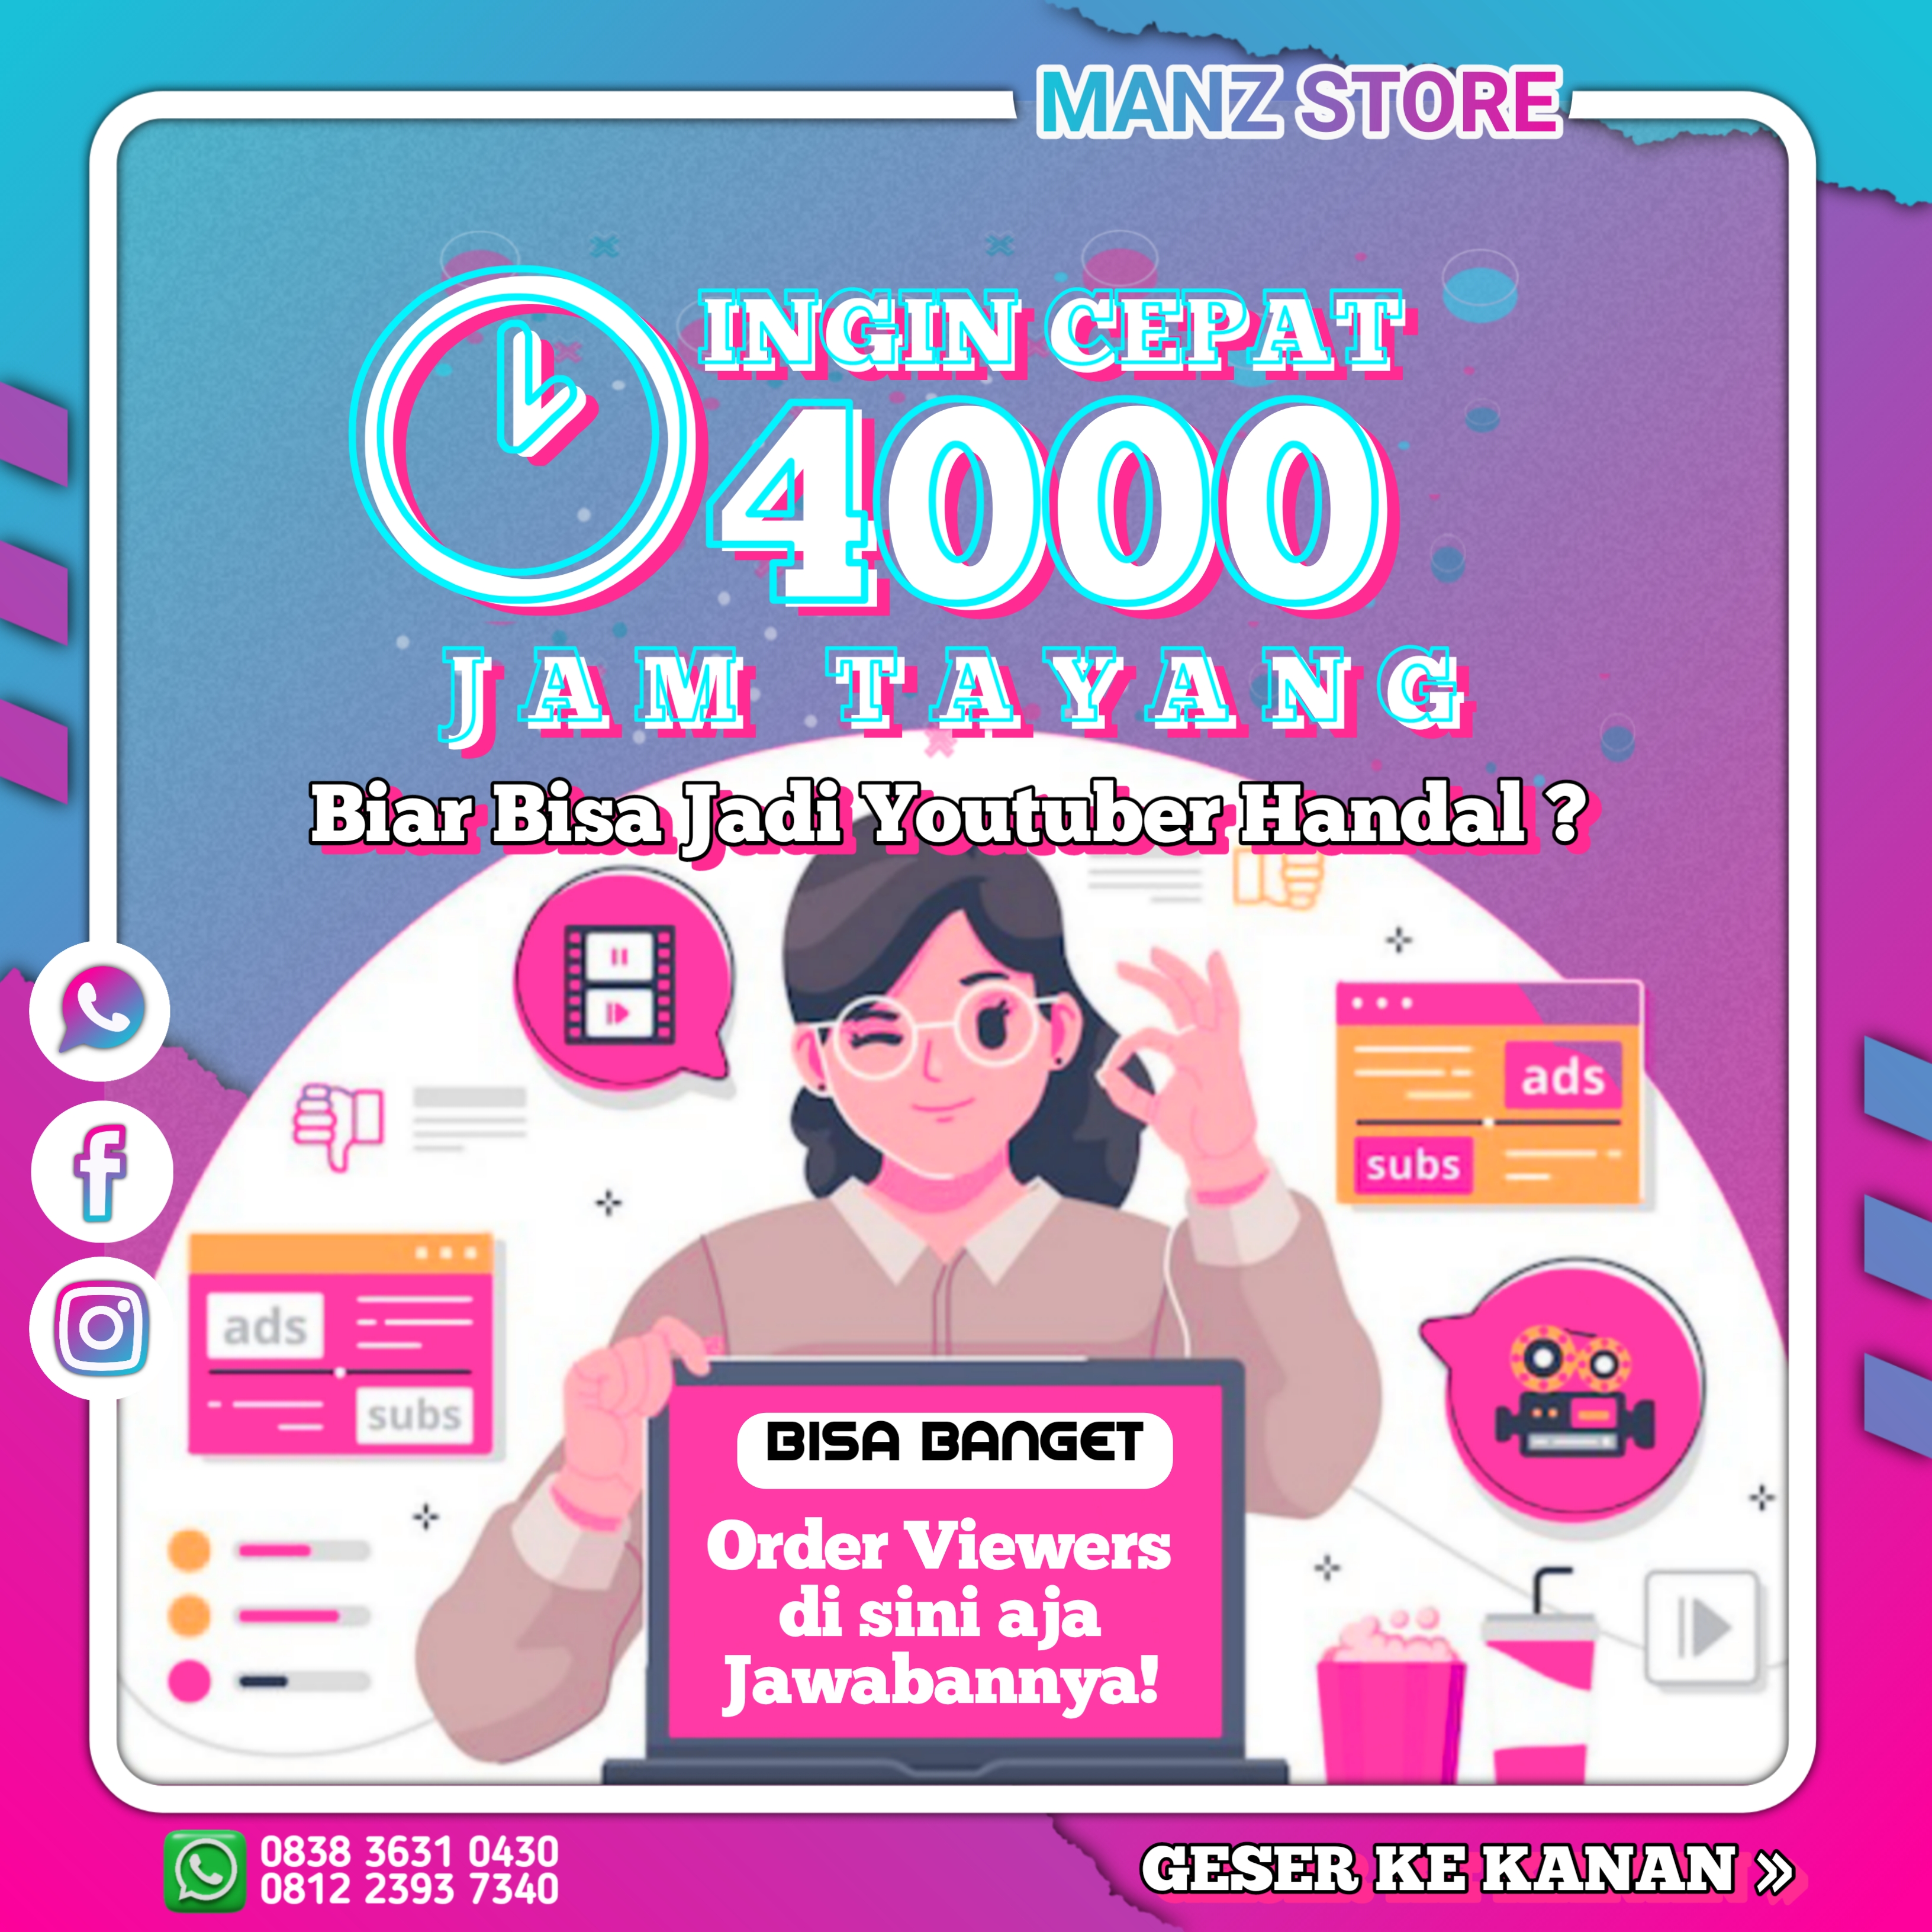 MANZ STORE
INGIN CEPAT
4000
JAM TAYANG
Biar Bisa Jadi Youtuber Handal ?
ads
subs
ads
subs
BISA BANGET
Order Viewers
di sini aja
Jawabannya!
0838 3631 0430
0812 2393 7340
GESER KE KANAN »